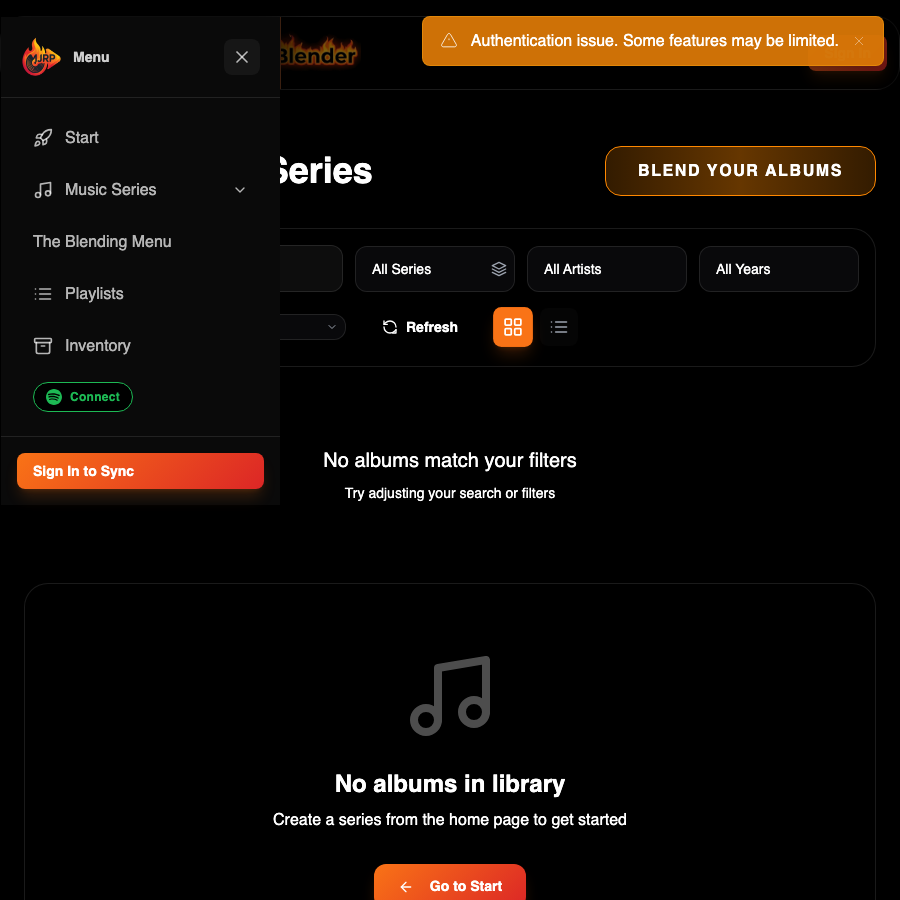 MJRP
Menu
Blender
Authentication issue. Some features may be limited.
Start
Music Series
The Blending Menu
Playlists
Inventory
Connect
Sign In to Sync
Series
BLEND YOUR ALBUMS
All Series
All Artists
All Years
Refresh
No albums match your filters
Try adjusting your search or filters
No albums in library
Create a series from the home page to get started
Go to Start